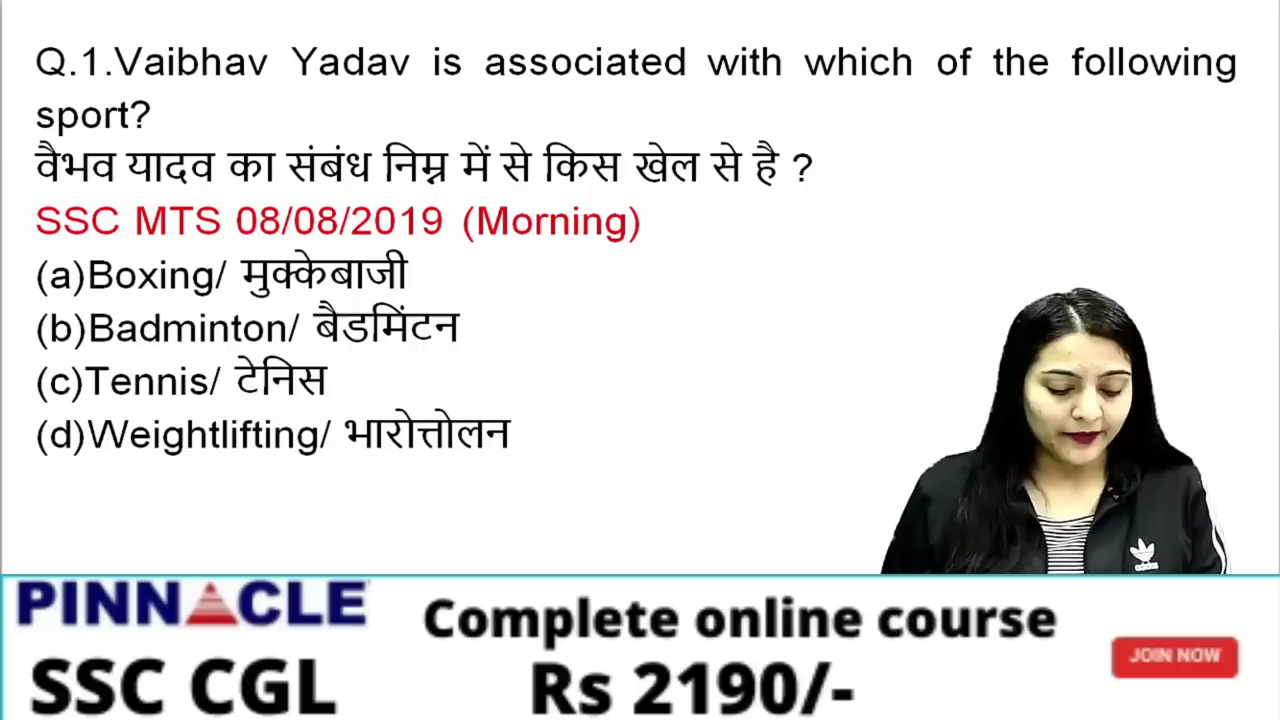 Q.1.Vaibhav Yadav is associated with which of the following
sport?
वैभव यादव का संबंध निम्न में से किस खेल से है ?
SSC MTS 08/08/2019 (Morning)
(a)Boxing/ मुक्केबाजी
(b)Badminton/ बैडमिंटन
(c)Tennis/ टेनिस
(d)Weightlifting/ भारोत्तोलन
adidas
PINNACLE
SSC CGL
Complete online course
Rs 2190/-
JOIN NOW